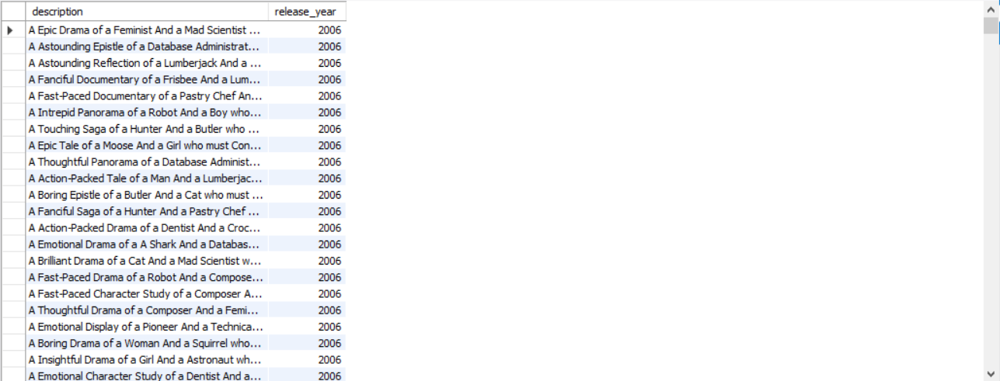 description release_year
A Epic Drama of a Feminist And a Mad Scientist ... 2006
A Astounding Epistle of a Database Administrat... 2006
A Astounding Reflection of a Lumberjack And a ... 2006
A Fanciful Documentary of a Frisbee And a Lum... 2006
A Fast-Paced Documentary of a Pastry Chef An... 2006
A Intrepid Panorama of a Robot And a Boy who... 2006
A Touching Saga of a Hunter And a Butler who ... 2006
A Epic Tale of a Moose And a Girl who must Con... 2006
A Thoughtful Panorama of a Database Administ... 2006
A Action-Packed Tale of a Man And a Lumberjac... 2006
A Boring Epistle of a Butler And a Cat who must ... 2006
A Fanciful Saga of a Hunter And a Pastry Chef ... 2006
A Action-Packed Drama of a Dentist And a Croc... 2006
A Emotional Drama of a A Shark And a Databas... 2006
A Brilliant Drama of a Cat And a Mad Scientist w... 2006
A Fast-Paced Drama of a Robot And a Compose... 2006
A Fast-Paced Character Study of a Composer A... 2006
A Thoughtful Drama of a Composer And a Femi... 2006
A Emotional Display of a Pioneer And a Technica... 2006
A Boring Drama of a Woman And a Squirrel who... 2006
A Insightful Drama of a Girl And a Astronaut wh... 2006
A Emotional Character Study of a Dentist And a... 2006